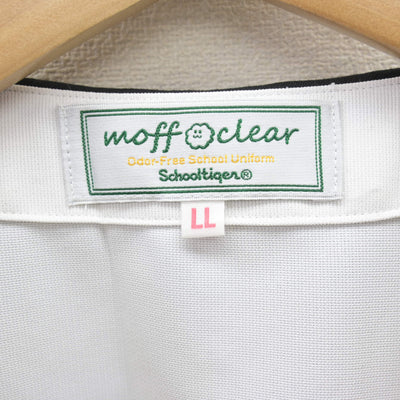 moff clear
Odor-Free School Uniform
Schooltiger®
LL